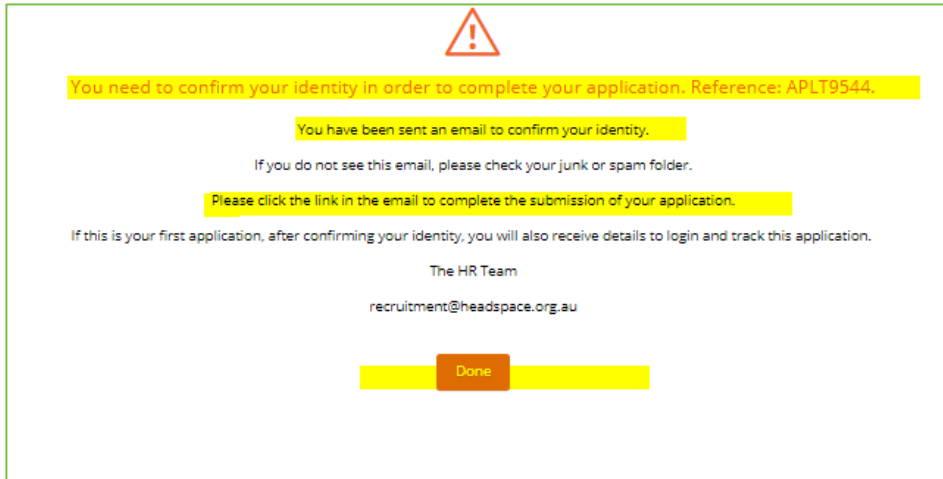 You need to confirm your identity in order to complete your application. Reference: APLT9544.
You have been sent an email to confirm your identity.
If you do not see this email, please check your junk or spam folder.
Please click the link in the email to complete the submission of your application.
If this is your first application, after confirming your identity, you will also receive details to login and track this application.
The HR Team
recruitment@headspace.org.au
Done